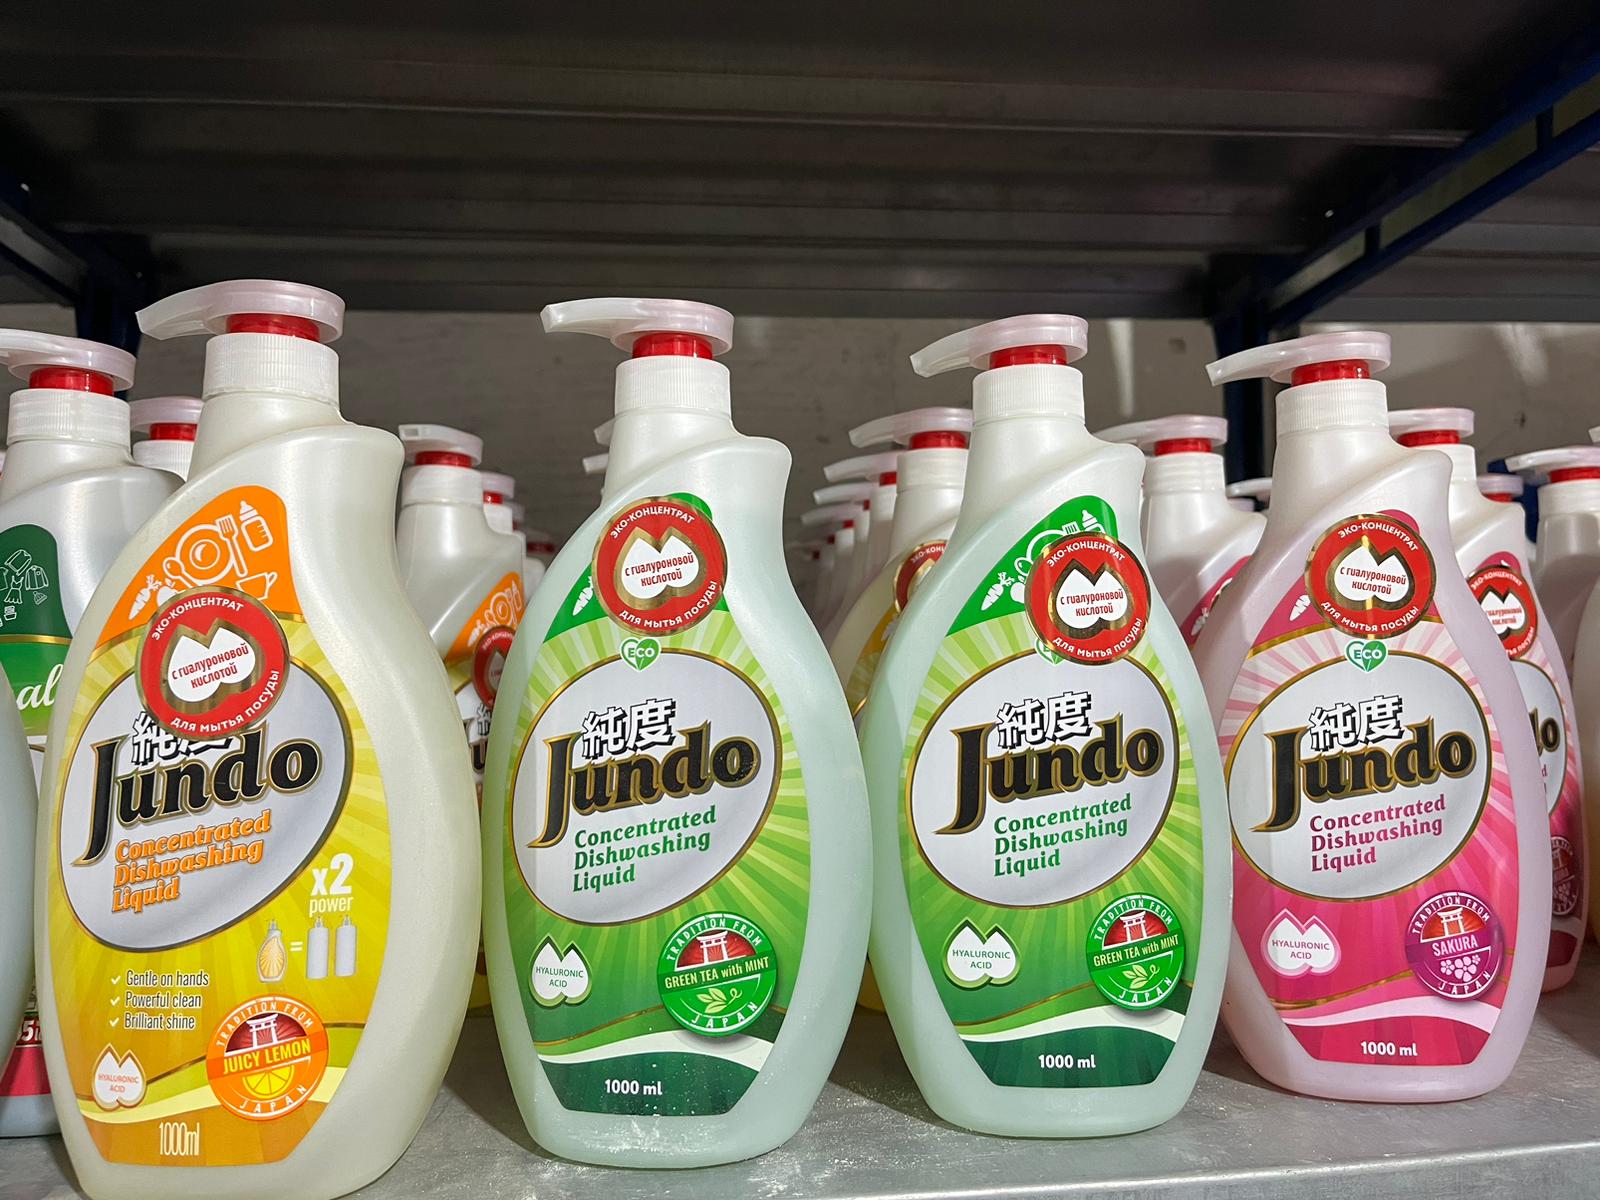 al
ЭКО-КОНЦЕНТРАТ
С ГИАЛУРОНОВОЙ
КИСЛОТОЙ
ДЛЯ МЫТЬЯ ПОСУДЫ
純度
Jundo
Concentrated
Dishwashing
Liquid
x2
power
=
Gentle on hands
Powerful clean
Brilliant shine
HYALURONIC
ACID
TRADITION FROM
JUICY LEMON
JAPAN
1000ml
ЭКО-КОНЦЕНТРАТ
С ГИАЛУРОНОВОЙ
КИСЛОТОЙ
ДЛЯ МЫТЬЯ ПОСУДЫ
ECO
純度
Jundo
Concentrated
Dishwashing
Liquid
HYALURONIC
ACID
TRADITION FROM
GREEN TEA with MINT
JAPAN
1000 ml
ЭКО-КОНЦЕНТРАТ
С ГИАЛУРОНОВОЙ
КИСЛОТОЙ
ДЛЯ МЫТЬЯ ПОСУДЫ
純度
Jundo
Concentrated
Dishwashing
Liquid
HYALURONIC
ACID
TRADITION FROM
GREEN TEA with MINT
JAPAN
1000 ml
ЭКО-КОНЦЕНТРАТ
С ГИАЛУРОНОВОЙ
КИСЛОТОЙ
ДЛЯ МЫТЬЯ ПОСУДЫ
ECO
純度
Jundo
Concentrated
Dishwashing
Liquid
HYALURONIC
ACID
TRADITION FROM
SAKURA
JAPAN
1000 ml